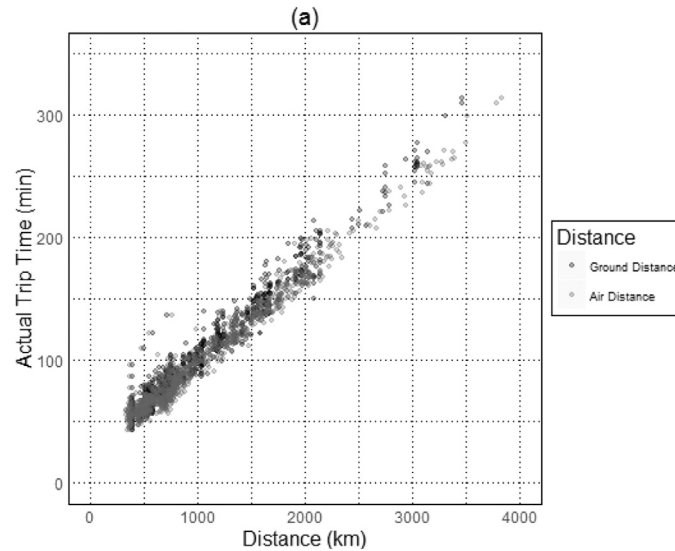 (a)
Actual Trip Time (min)
300
200
100
0
0 1000 2000 3000 4000
Distance (km)
Distance
Ground Distance
Air Distance